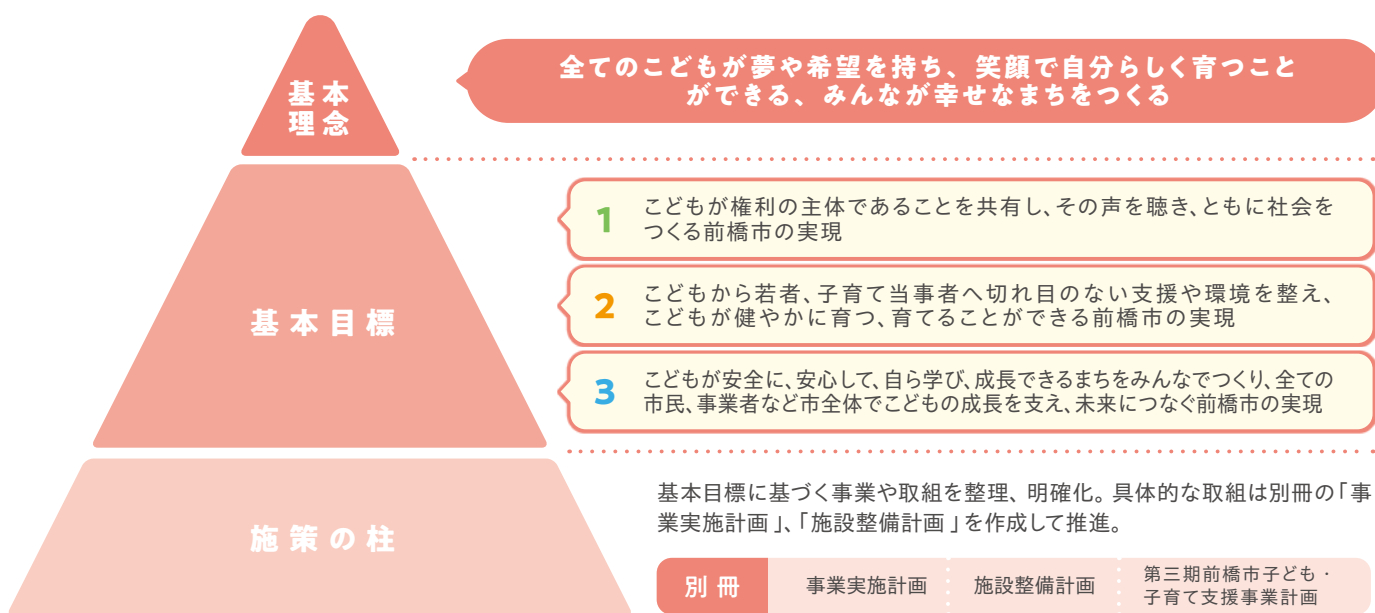 基本
理念
全てのこどもが夢や希望を持ち、笑顔で自分らしく育つこと
ができる、みんなが幸せなまちをつくる
基本目標
1
こどもが権利の主体であることを共有し、その声を聴き、ともに社会を
つくる前橋市の実現
2
こどもから若者、子育て当事者へ切れ目のない支援や環境を整え、
こどもが健やかに育つ、育てることができる前橋市の実現
3
こどもが安全に、安心して、自ら学び、成長できるまちをみんなでつくり、全ての
市民、事業者など市全体でこどもの成長を支え、未来につなぐ前橋市の実現
施策の柱
基本目標に基づく事業や取組を整理、明確化。具体的な取組は別冊の「事
業実施計画」、「施設整備計画」を作成して推進。
別冊
事業実施計画
施設整備計画
第三期前橋市子ども・
子育て支援事業計画